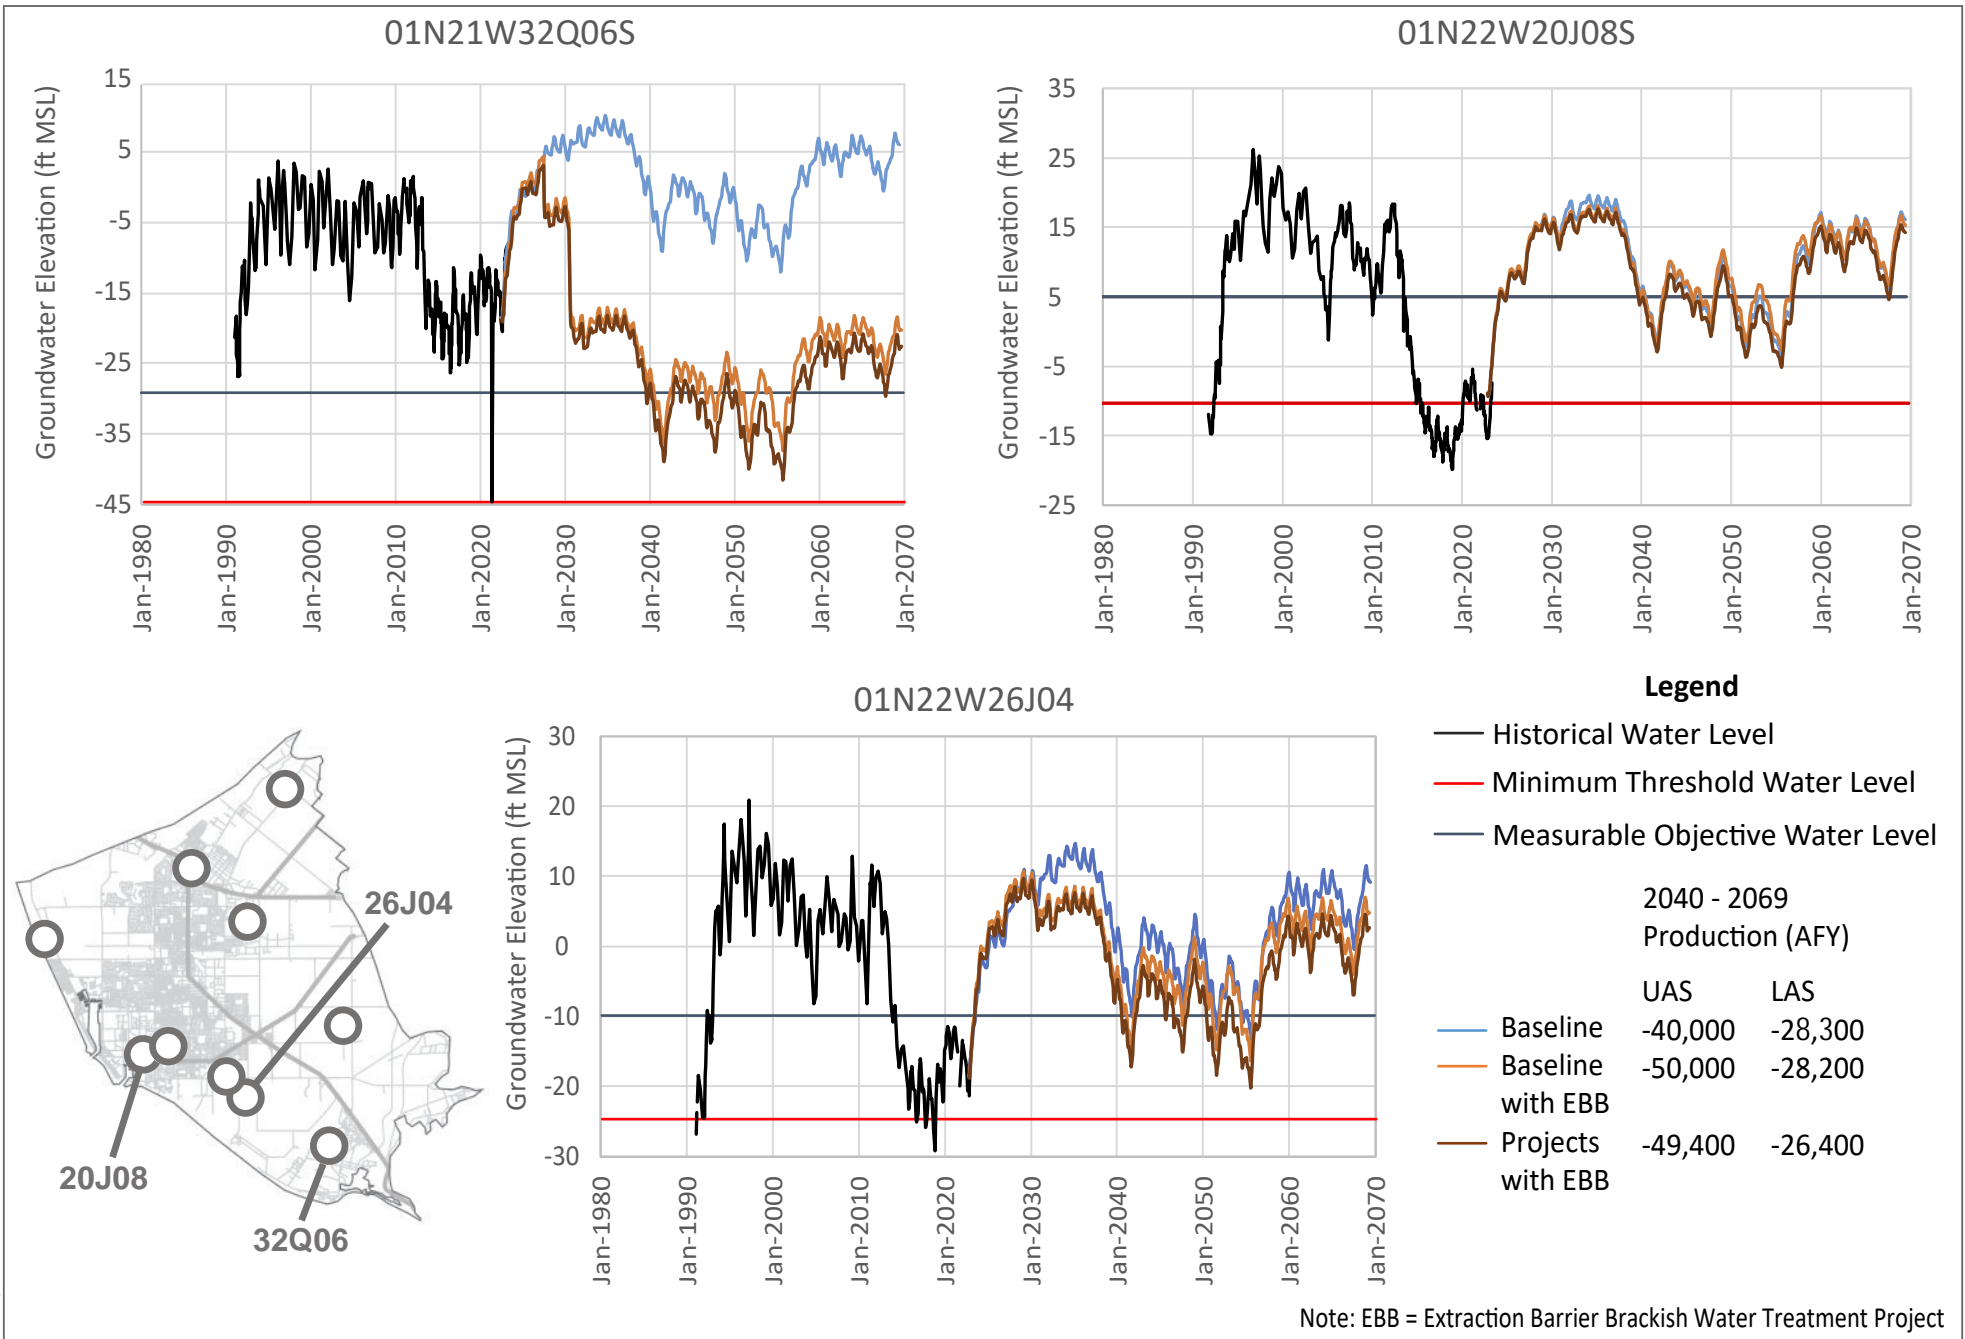 01N21W32Q06S
Groundwater Elevation (ft MSL)
15
5
-5
-15
-25
-35
-45
Jan-1980
Jan-1990
Jan-2000
Jan-2010
Jan-2020
Jan-2030
Jan-2040
Jan-2050
Jan-2060
Jan-2070
01N22W20J08S
Groundwater Elevation (ft MSL)
35
25
15
5
-5
-15
-25
Jan-1980
Jan-1990
Jan-2000
Jan-2010
Jan-2020
Jan-2030
Jan-2040
Jan-2050
Jan-2060
Jan-2070
26J04
20J08
32Q06
01N22W26J04
Groundwater Elevation (ft MSL)
30
20
10
0
-10
-20
-30
Jan-1980
Jan-1990
Jan-2000
Jan-2010
Jan-2020
Jan-2030
Jan-2040
Jan-2050
Jan-2060
Jan-2070
Legend
Historical Water Level
Minimum Threshold Water Level
Measurable Objective Water Level
2040 - 2069
Production (AFY)
UAS LAS
Baseline -40,000 -28,300
Baseline -50,000 -28,200
with EBB
Projects -49,400 -26,400
with EBB
Note: EBB = Extraction Barrier Brackish Water Treatment Project